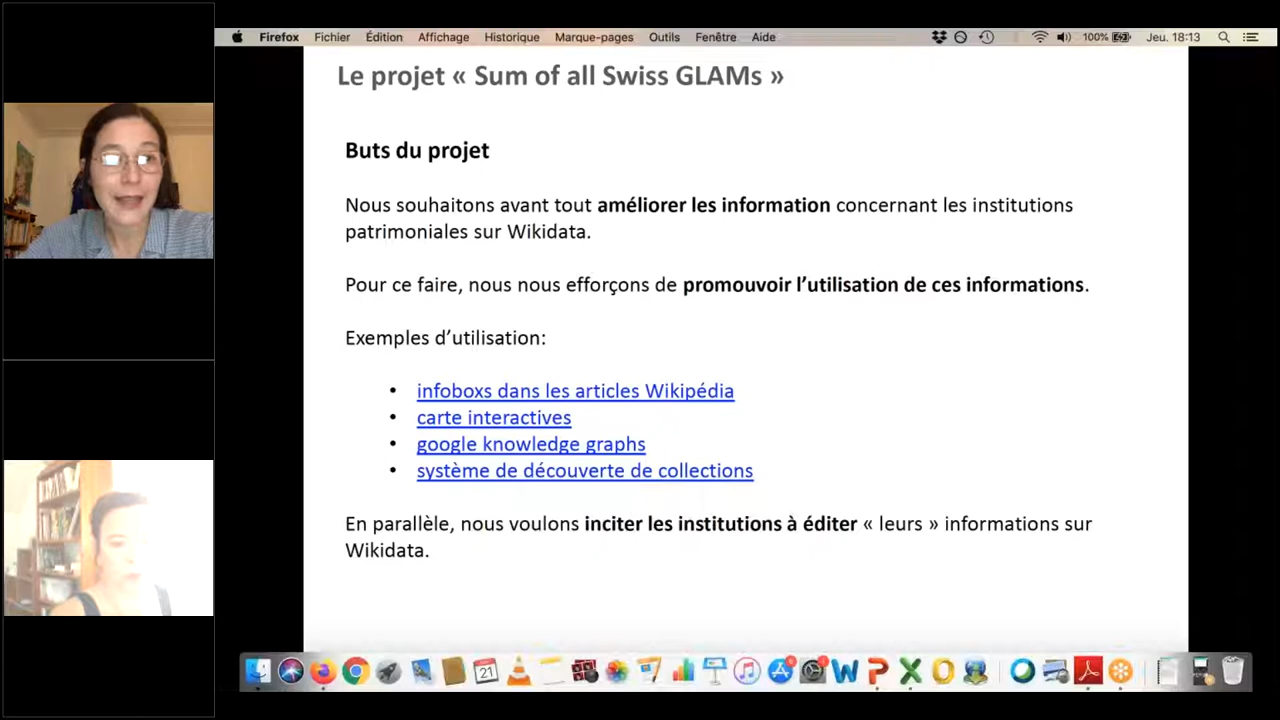 Firefox Fichier Édition Affichage Historique Marque-pages Outils Fenêtre Aide 100% Jeu. 18:13
Le projet « Sum of all Swiss GLAMs »
Buts du projet
Nous souhaitons avant tout améliorer les information concernant les institutions
patrimoniales sur Wikidata.
Pour ce faire, nous nous efforçons de promouvoir l’utilisation de ces informations.
Exemples d’utilisation:
• infoboxs dans les articles Wikipédia
• carte interactives
• google knowledge graphs
• système de découverte de collections
En parallèle, nous voulons inciter les institutions à éditer « leurs » informations sur
Wikidata.
21